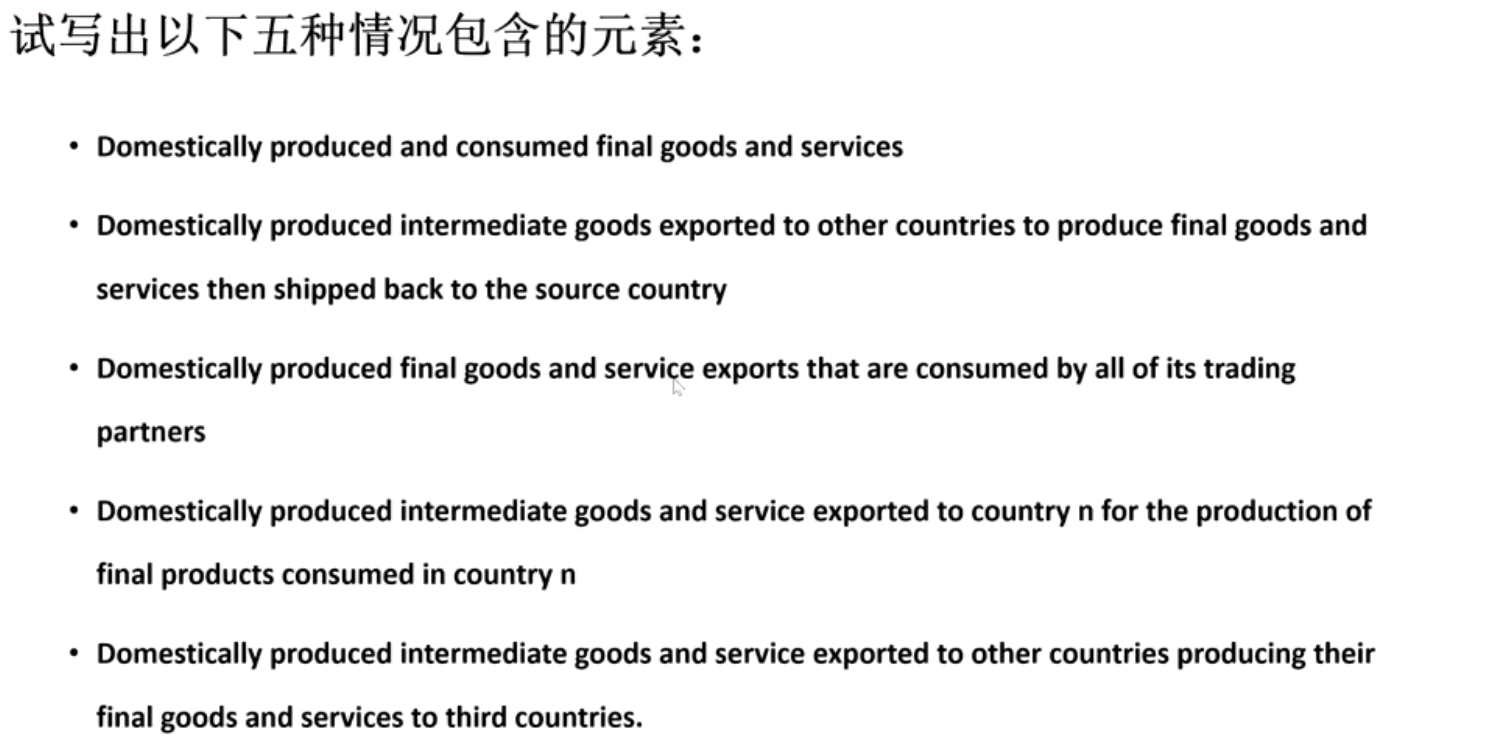 试写出以下五种情况包含的元素：
• Domestically produced and consumed final goods and services
• Domestically produced intermediate goods exported to other countries to produce final goods and
services then shipped back to the source country
• Domestically produced final goods and service exports that are consumed by all of its trading
partners
• Domestically produced intermediate goods and service exported to country n for the production of
final products consumed in country n
• Domestically produced intermediate goods and service exported to other countries producing their
final goods and services to third countries.